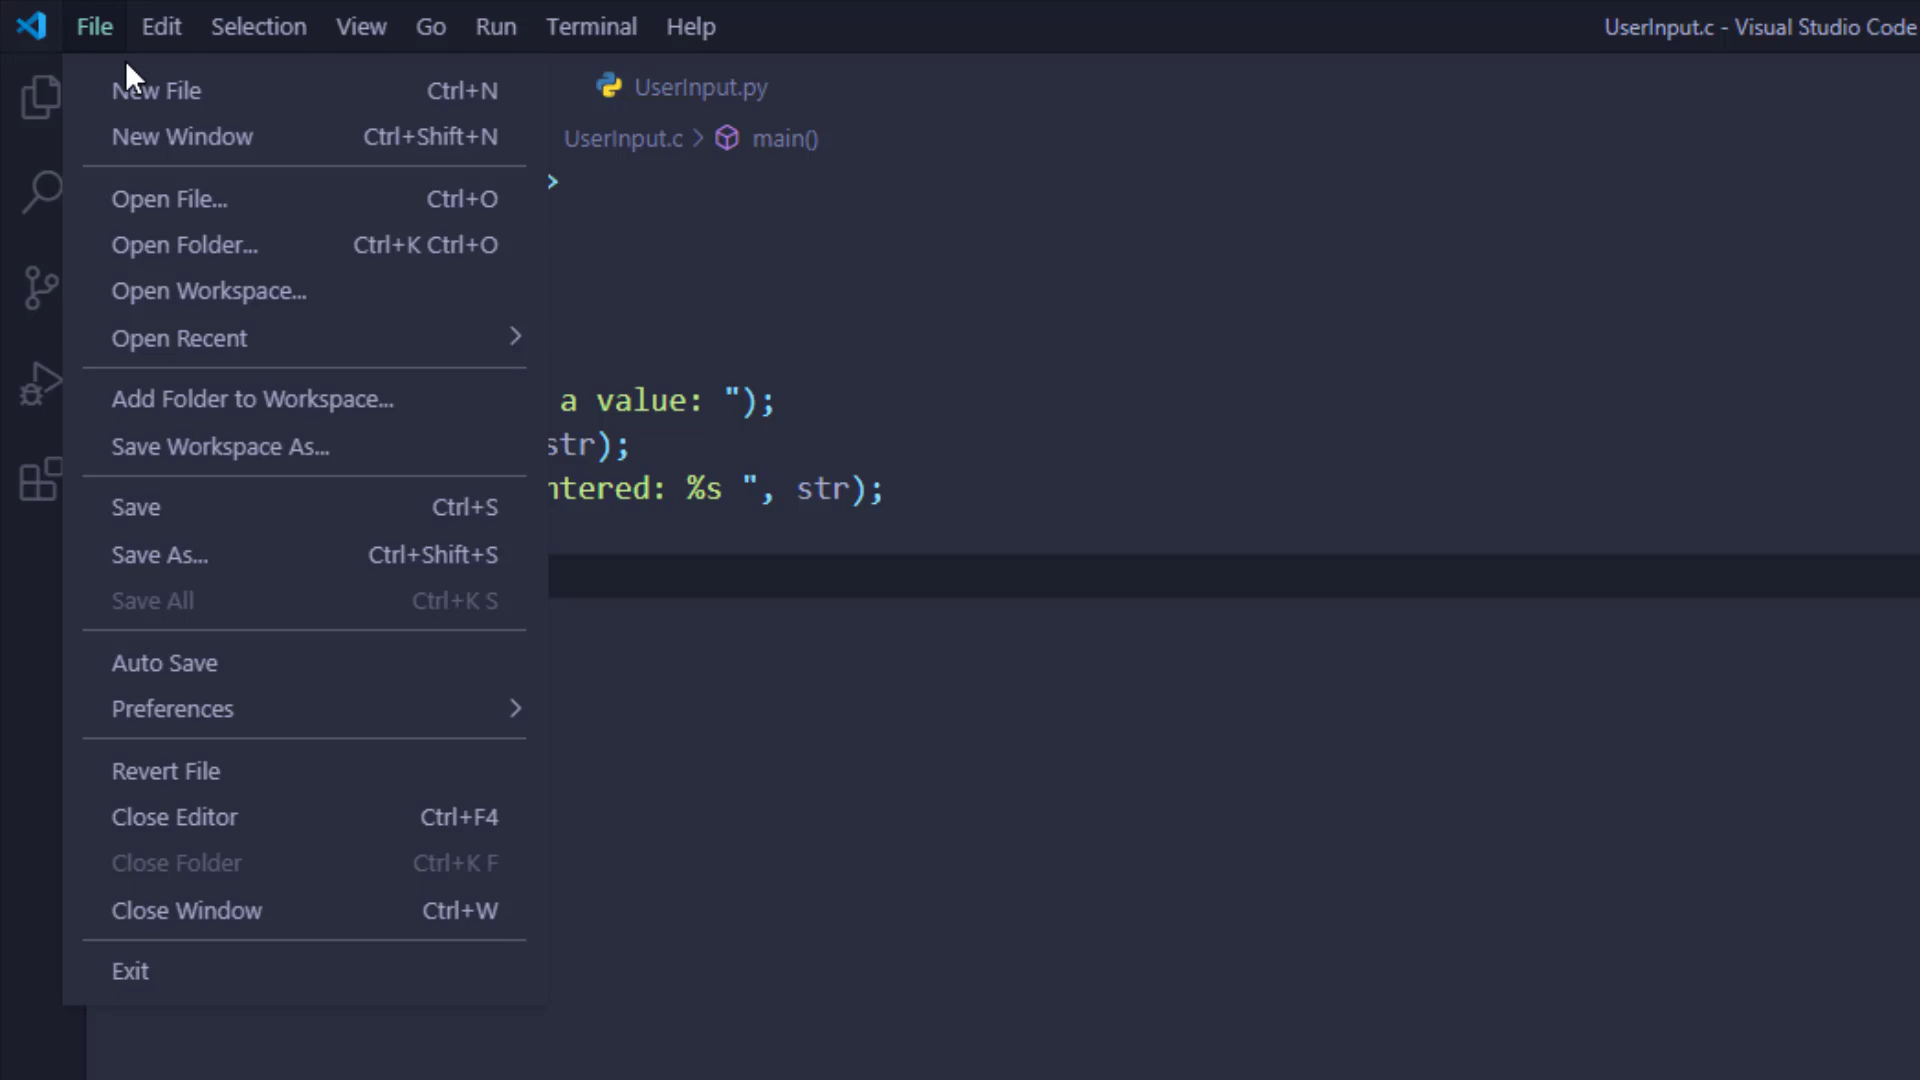 File Edit Selection View Go Run Terminal Help UserInput.c - Visual Studio Code
New File Ctrl+N
New Window Ctrl+Shift+N
Open File... Ctrl+O
Open Folder... Ctrl+K Ctrl+O
Open Workspace...
Open Recent
Add Folder to Workspace...
Save Workspace As...
Save Ctrl+S
Save As... Ctrl+Shift+S
Save All Ctrl+K S
Auto Save
Preferences
Revert File
Close Editor Ctrl+F4
Close Folder Ctrl+K F
Close Window Ctrl+W
Exit
UserInput.py
UserInput.c > main()
>
a value: ");
str);
ntered: %s ", str);